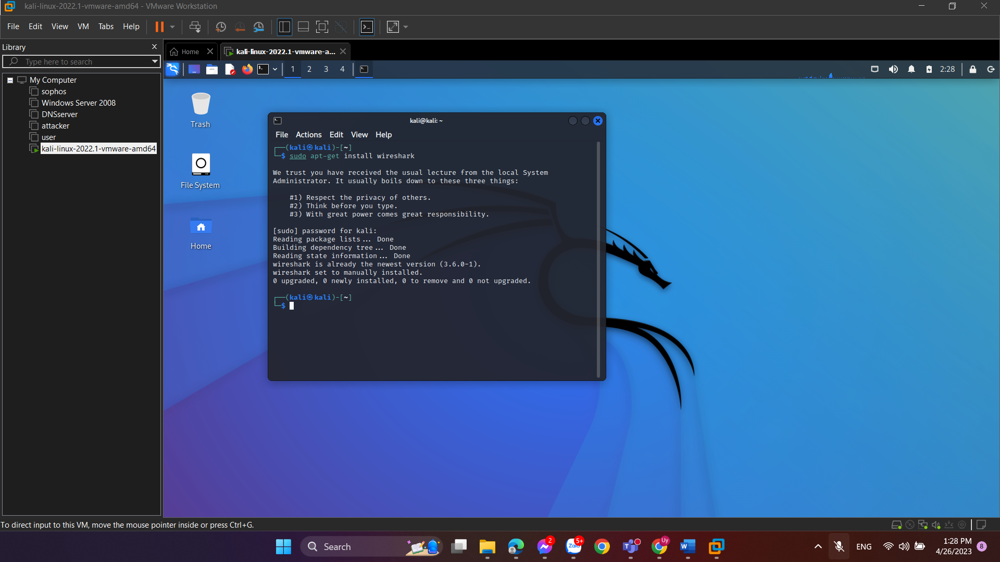 kali-linux-2022.1-vmware-amd64 - VMware Workstation
File Edit View VM Tabs Help
Library
Type here to search
My Computer
sophos
Windows Server 2008
DNSserver
attacker
user
kali-linux-2022.1-vmware-amd64
Home
kali-linux-2022.1-vmware-a...
1 2 3 4
2:28
Trash
File System
Home
kali@kali: ~
File Actions Edit View Help
┌──(kali㉿kali)-[~]
└─$ sudo apt-get install wireshark
We trust you have received the usual lecture from the local System
Administrator. It usually boils down to these three things:
#1) Respect the privacy of others.
#2) Think before you type.
#3) With great power comes great responsibility.
[sudo] password for kali:
Reading package lists... Done
Building dependency tree... Done
Reading state information... Done
wireshark is already the newest version (3.6.0-1).
wireshark set to manually installed.
0 upgraded, 0 newly installed, 0 to remove and 0 not upgraded.
┌──(kali㉿kali)-[~]
└─$
To direct input to this VM, move the mouse pointer inside or press Ctrl+G.
Search
2
Zalo
5+
Uy
ENG
1:28 PM
4/26/2023
8